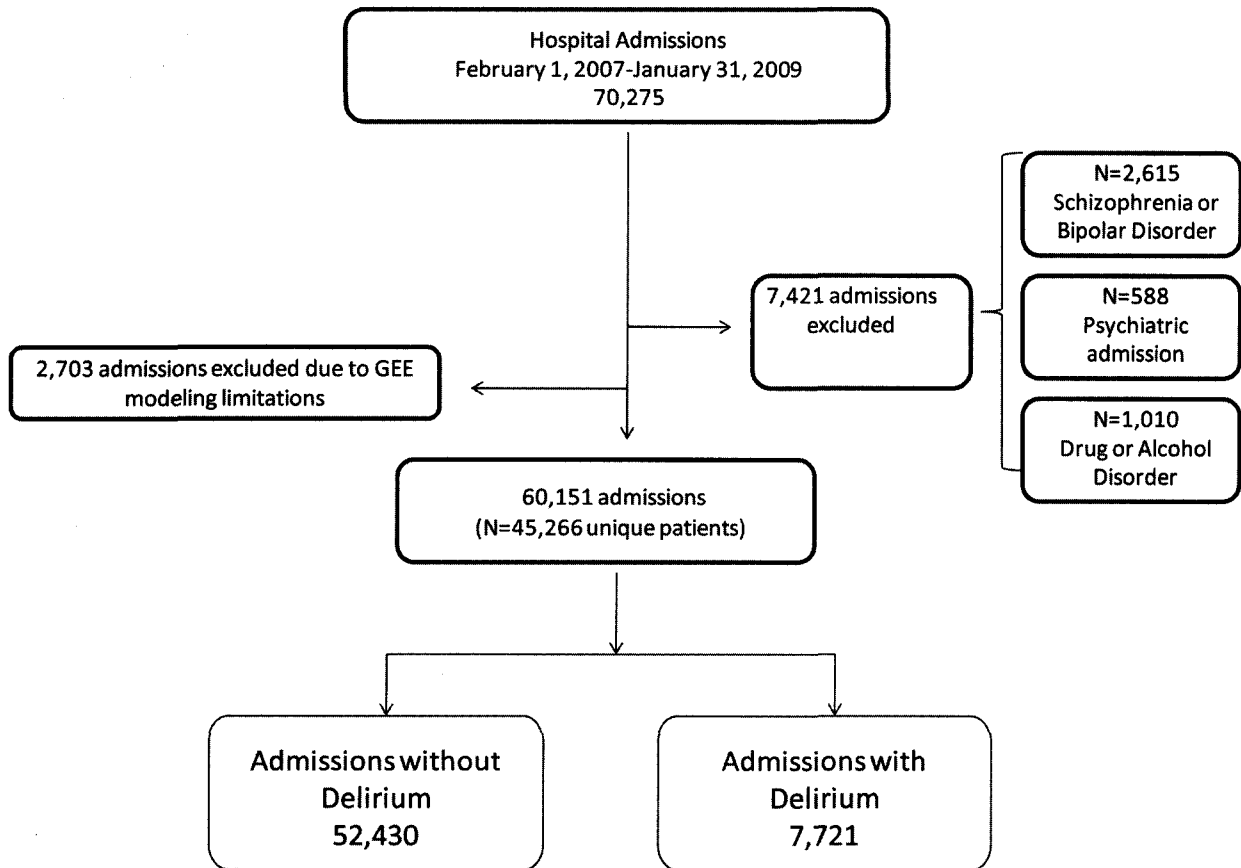 Hospital Admissions
February 1, 2007-January 31, 2009
70,275
N=2,615
Schizophrenia or
Bipolar Disorder
7,421 admissions
excluded
N=588
Psychiatric
admission
2,703 admissions excluded due to GEE
modeling limitations
N=1,010
Drug or Alcohol
Disorder
60,151 admissions
(N=45,266 unique patients)
Admissions without
Delirium
52,430
Admissions with
Delirium
7,721